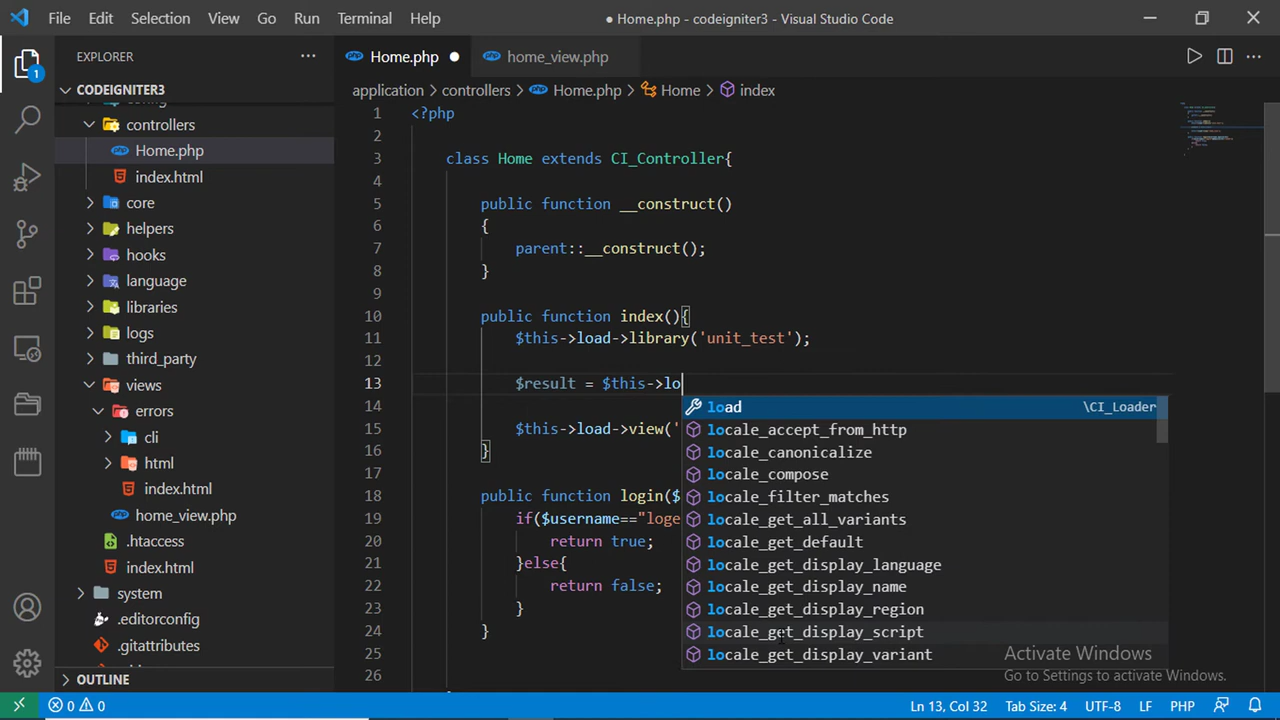 File Edit Selection View Go Run Terminal Help
● Home.php - codeigniter3 - Visual Studio Code
EXPLORER
Home.php
home_view.php
CODEIGNITER3
application > controllers > Home.php > Home > index
1
controllers
Home.php
index.html
core
helpers
hooks
language
libraries
logs
third_party
views
errors
cli
html
index.html
home_view.php
.htaccess
index.html
system
.editorconfig
.gitattributes
OUTLINE
1 <?php
2
3 class Home extends CI_Controller{
4
5 public function __construct()
6 {
7 parent::__construct();
8 }
9
10 public function index(){
11 $this->load->library('unit_test');
12
13 $result = $this->lo
14
15 $this->load->view('
16 }
17
18 public function login($
19 if($username=="loge
20 return true;
21 }else{
22 return false;
23 }
24 }
25
26
load \CI_Loader
locale_accept_from_http
locale_canonicalize
locale_compose
locale_filter_matches
locale_get_all_variants
locale_get_default
locale_get_display_language
locale_get_display_name
locale_get_display_region
locale_get_display_script
locale_get_display_variant
Activate Windows
Go to Settings to activate Windows.
0 0
Ln 13, Col 32 Tab Size: 4 UTF-8 LF PHP